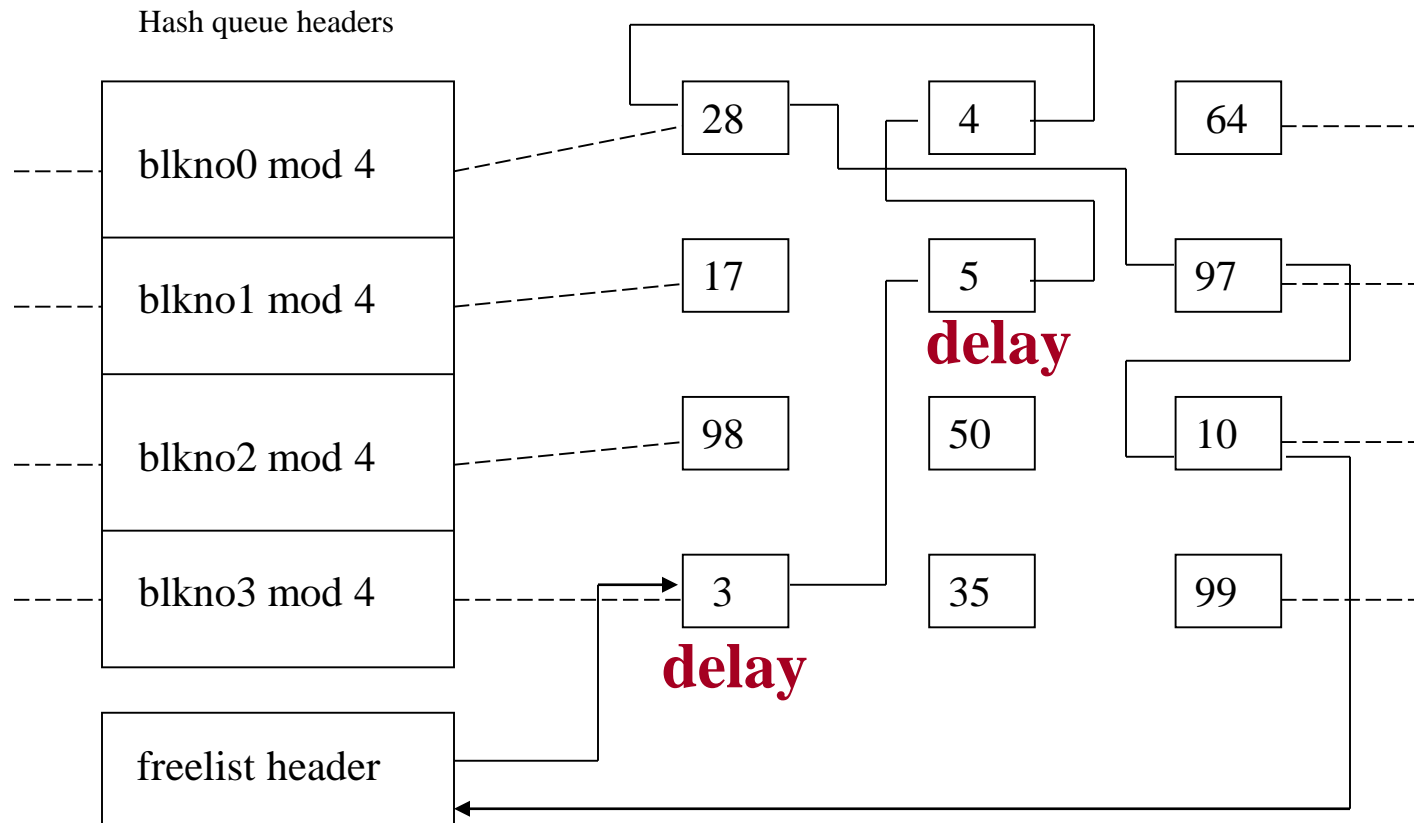 Hash queue headers
blkno0 mod 4
28
4
64
blkno1 mod 4
17
5
97
delay
blkno2 mod 4
98
50
10
blkno3 mod 4
3
35
99
delay
freelist header